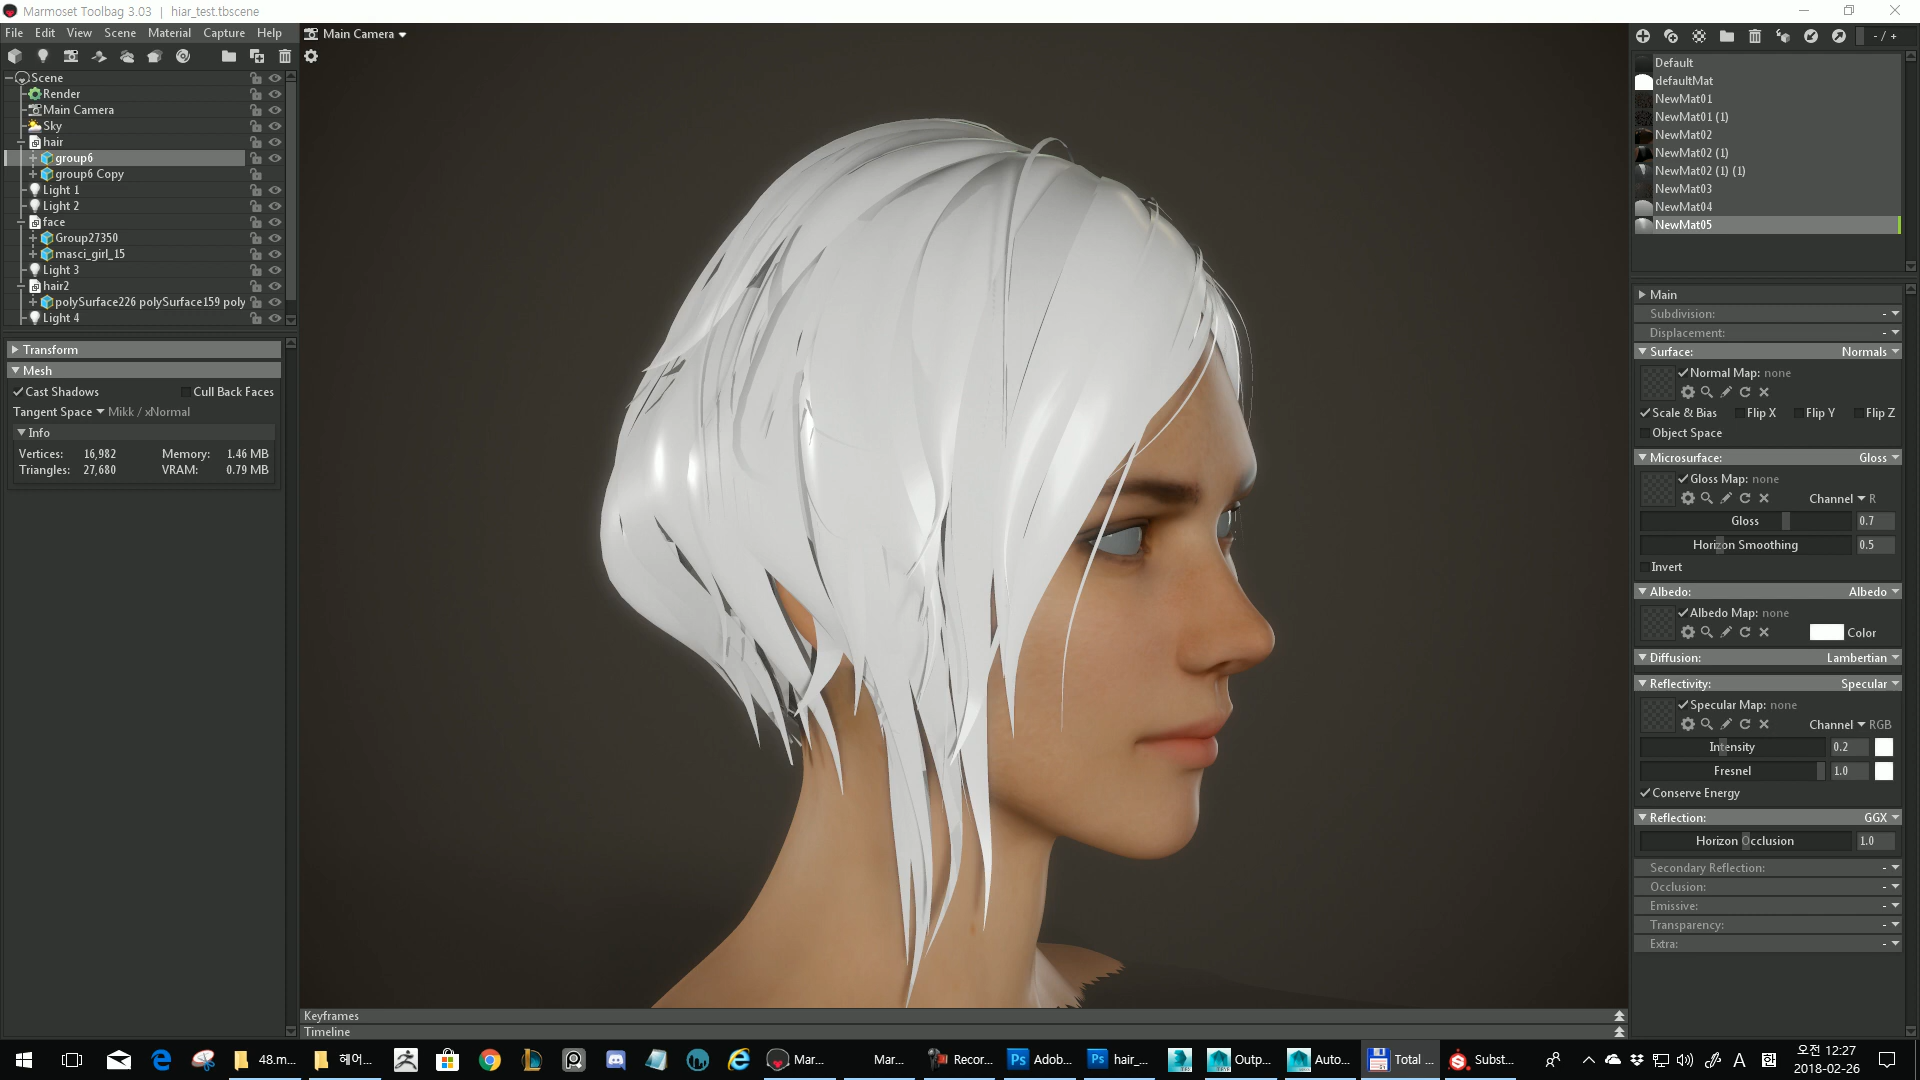 Marmoset Toolbag 3.03 | hiar_test.tbscene
File Edit View Scene Material Capture Help
Main Camera
- / +
Scene
Render
Main Camera
Sky
hair
group6
group6 Copy
Light 1
Light 2
face
Group27350
masci_girl_15
Light 3
hair2
polySurface226 polySurface159 poly
Light 4
Transform
Mesh
Cast Shadows Cull Back Faces
Tangent Space Mikk / xNormal
Info
Vertices: 16,982 Memory: 1.46 MB
Triangles: 27,680 VRAM: 0.79 MB
Default
defaultMat
NewMat01
NewMat01 (1)
NewMat02
NewMat02 (1)
NewMat02 (1) (1)
NewMat03
NewMat04
NewMat05
Main
Subdivision: -
Displacement: -
Surface: Normals
Normal Map: none
Scale & Bias Flip X Flip Y Flip Z
Object Space
Microsurface: Gloss
Gloss Map: none
Channel R
Gloss 0.7
Horizon Smoothing 0.5
Invert
Albedo: Albedo
Albedo Map: none
Color
Diffusion: Lambertian
Reflectivity: Specular
Specular Map: none
Channel RGB
Intensity 0.2
Fresnel 1.0
Conserve Energy
Reflection: GGX
Horizon Occlusion 1.0
Secondary Reflection: -
Occlusion: -
Emissive: -
Transparency: -
Extra: -
Keyframes
Timeline
48.m... 헤어... Mar... Mar... Recor... Adob... hair_... Outp... Auto... Total ... Subst...
A 한
오전 12:27
2018-02-26